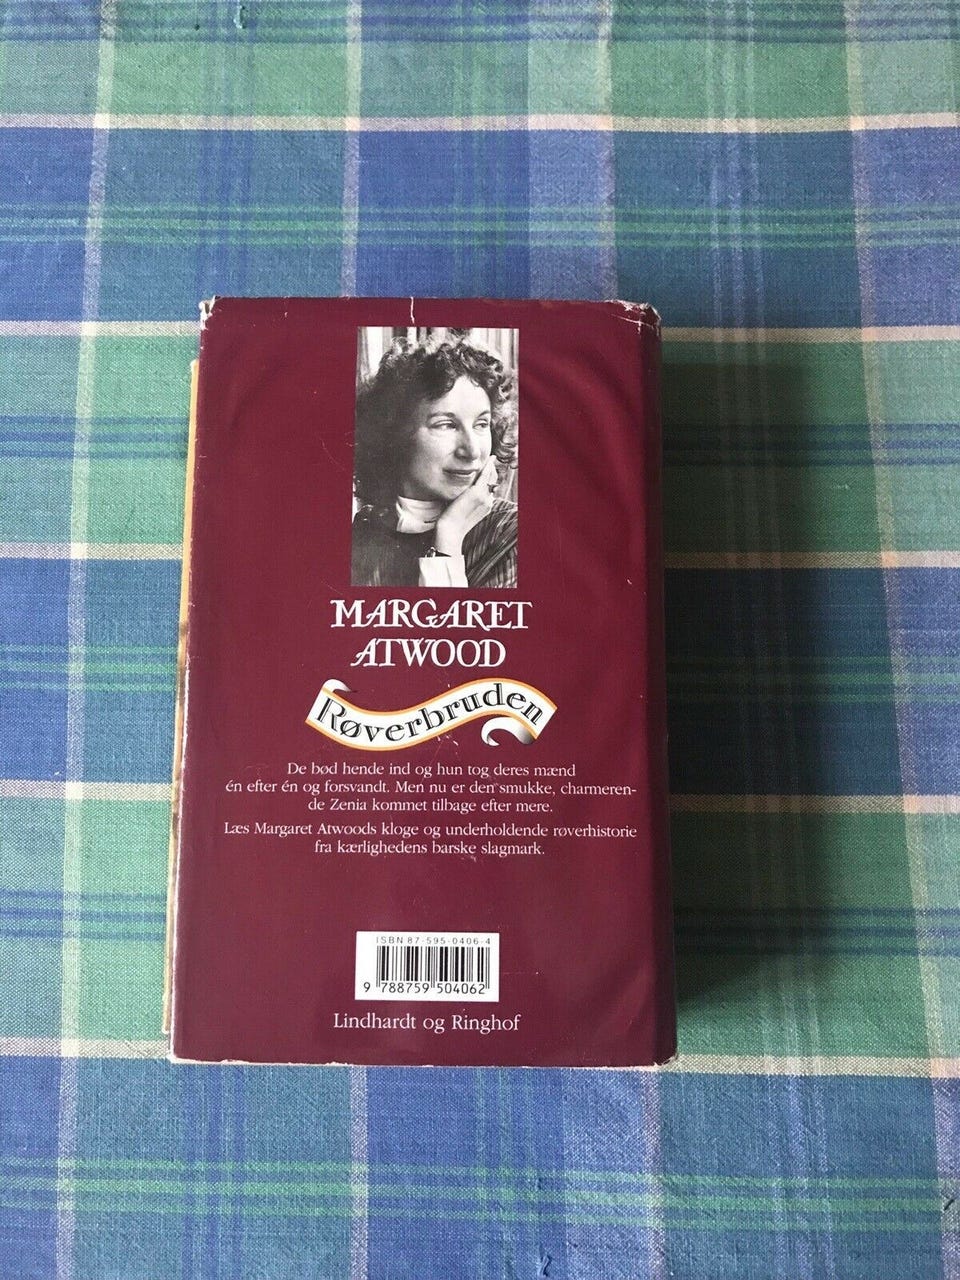 MARGARET
ATWOOD
Røverbruden
De bød hende ind og hun tog deres mænd
én efter én og forsvandt. Men nu er den smukke, charmeren-
de Zenia kommet tilbage efter mere.
Læs Margaret Atwoods kloge og underholdende røverhistorie
fra kærlighedens barske slagmark.
ISBN 87-595-0406-4
9 788759 504062
Lindhardt og Ringhof